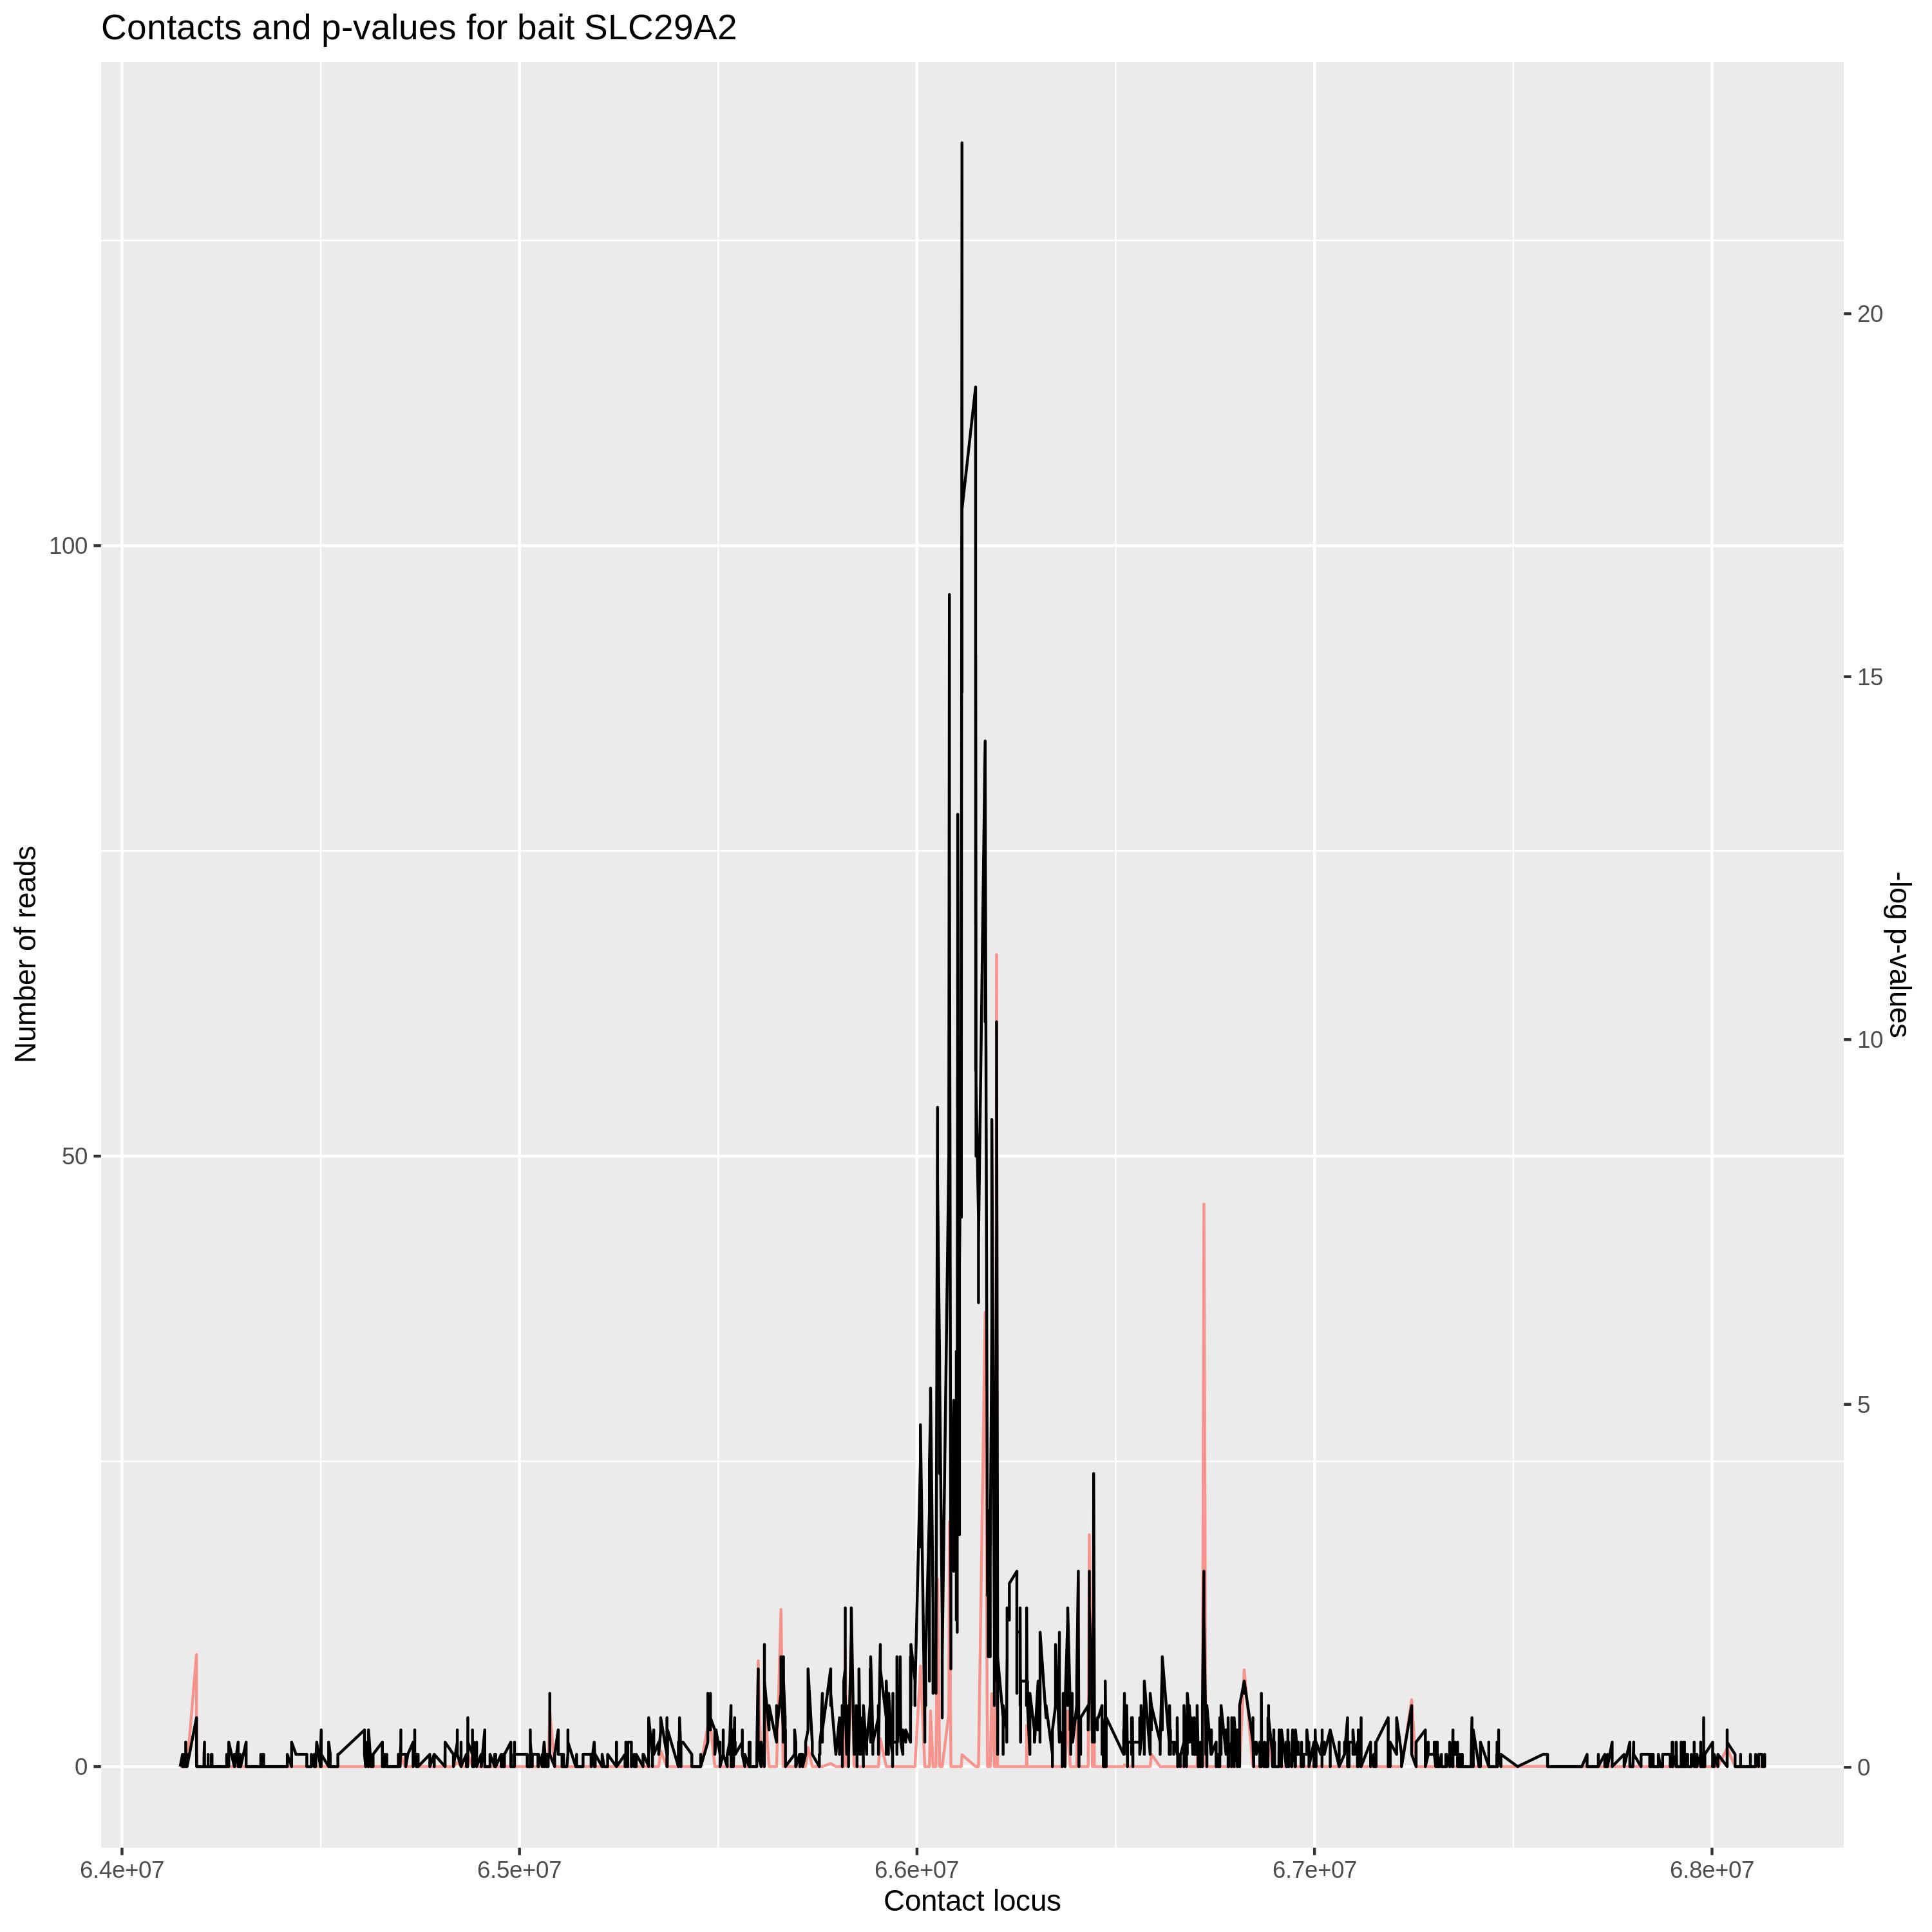 Contacts and p-values for bait SLC29A2
Number of reads
100
50
0
20
15
10
5
0
-log p-values
6.4e+07 6.5e+07 6.6e+07 6.7e+07 6.8e+07
Contact locus